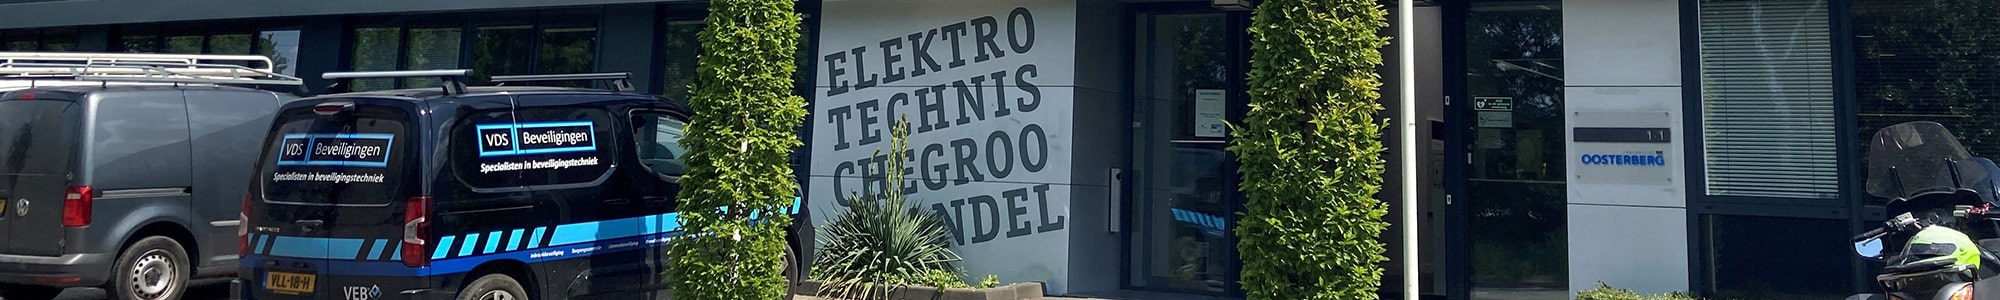 VDS Beveiligingen
Specialisten in beveiligingstechniek
VLL-18-H
VEB
VDS Beveiligingen
Specialisten in beveiligingstechniek
ELEKTRO
TECHNIS
CHEGROO
NDEL
OOSTERBERG